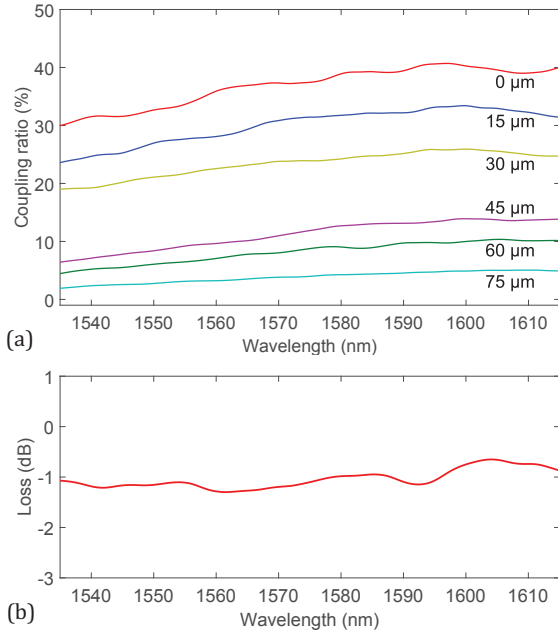 50
40
30
20
10
0
Coupling ratio (%)
0 µm
15 µm
30 µm
45 µm
60 µm
75 µm
1540 1550 1560 1570 1580 1590 1600 1610
Wavelength (nm)
(a)
1
0
-1
-2
-3
Loss (dB)
1540 1550 1560 1570 1580 1590 1600 1610
Wavelength (nm)
(b)